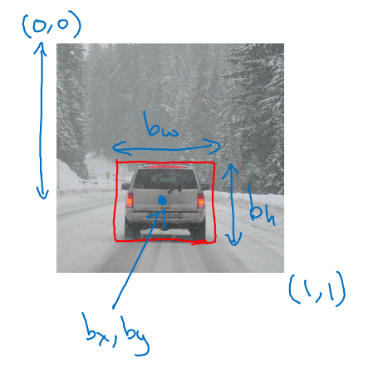 (0,0)
bw
bh
(1,1)
bx, by